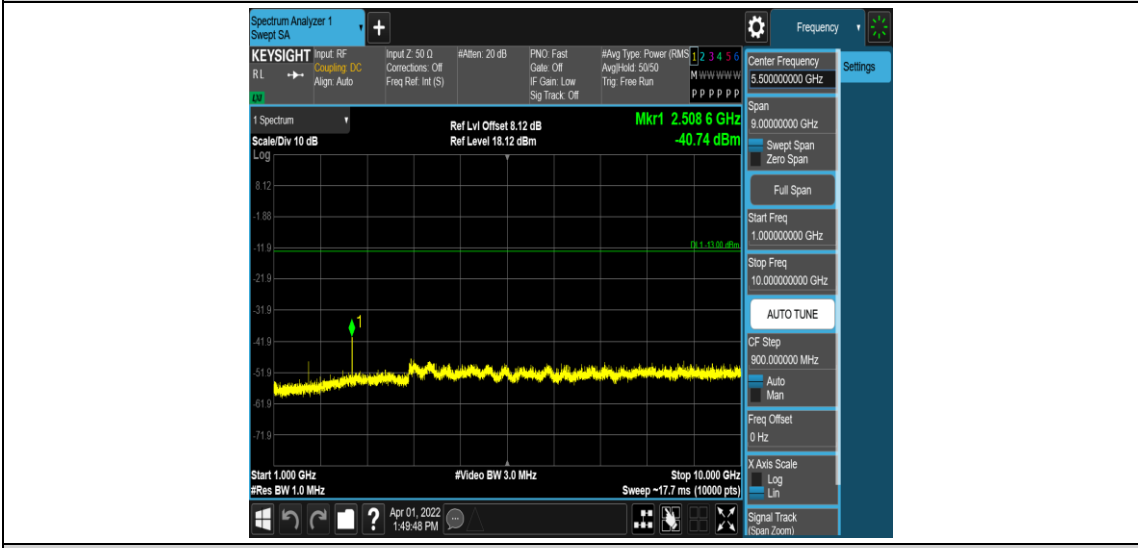 Spectrum Analyzer 1
Swept SA
+
Frequency
KEYSIGHT
RL
LXI
Input: RF
Coupling: DC
Align: Auto
Input Z: 50 Ω
Corrections: Off
Freq Ref: Int (S)
#Atten: 20 dB
PNO: Fast
Gate: Off
IF Gain: Low
Sig Track: Off
#Avg Type: Power (RMS
Avg|Hold: 50/50
Trig: Free Run
1 2 3 4 5 6
M W W W W W
P P P P P P
1 Spectrum
Scale/Div 10 dB
Log
Ref Lvl Offset 8.12 dB
Ref Level 18.12 dBm
Mkr1 2.508 6 GHz
-40.74 dBm
8.12
-1.88
-11.9
DL1 -13.00 dBm
-21.9
-31.9
1
-41.9
-51.9
-61.9
-71.9
Start 1.000 GHz
#Video BW 3.0 MHz
Stop 10.000 GHz
#Res BW 1.0 MHz
Sweep ~17.7 ms (10000 pts)
?
Apr 01, 2022
1:49:48 PM
Center Frequency
5.500000000 GHz
Settings
Span
9.00000000 GHz
Swept Span
Zero Span
Full Span
Start Freq
1.000000000 GHz
Stop Freq
10.000000000 GHz
AUTO TUNE
CF Step
900.000000 MHz
Auto
Man
Freq Offset
0 Hz
X Axis Scale
Log
Lin
Signal Track
(Span Zoom)